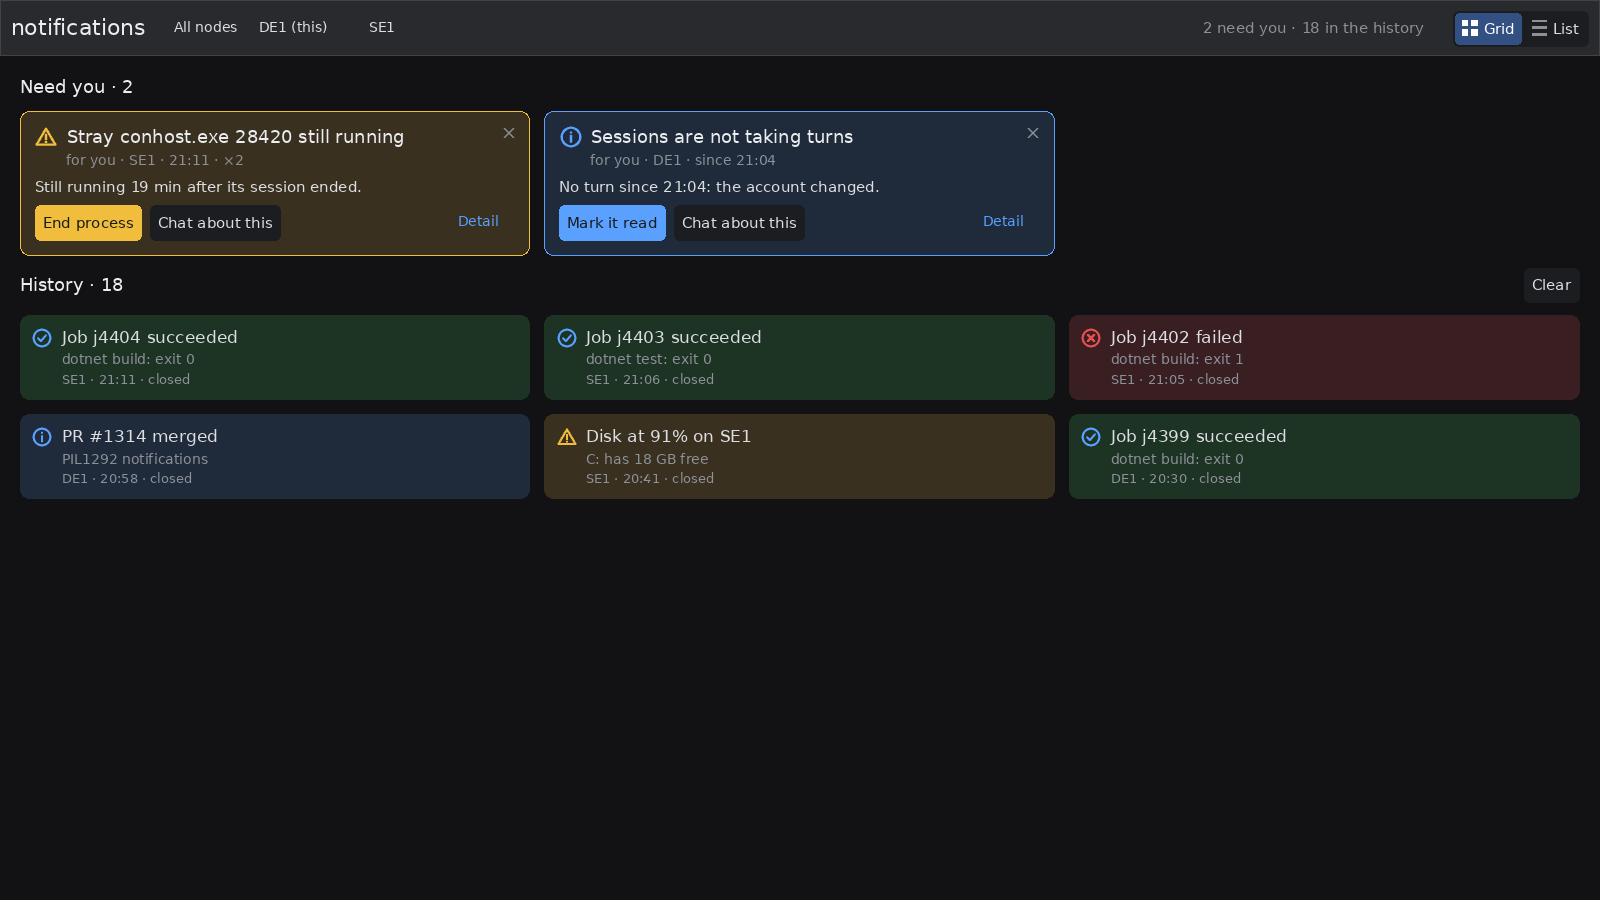 notifications All nodes DE1 (this) SE1 2 need you · 18 in the history Grid List
Need you · 2
Stray conhost.exe 28420 still running ×
for you · SE1 · 21:11 · ×2
Still running 19 min after its session ended.
End process Chat about this Detail
Sessions are not taking turns ×
for you · DE1 · since 21:04
No turn since 21:04: the account changed.
Mark it read Chat about this Detail
History · 18 Clear
Job j4404 succeeded
dotnet build: exit 0
SE1 · 21:11 · closed
Job j4403 succeeded
dotnet test: exit 0
SE1 · 21:06 · closed
Job j4402 failed
dotnet build: exit 1
SE1 · 21:05 · closed
PR #1314 merged
PIL1292 notifications
DE1 · 20:58 · closed
Disk at 91% on SE1
C: has 18 GB free
SE1 · 20:41 · closed
Job j4399 succeeded
dotnet build: exit 0
DE1 · 20:30 · closed